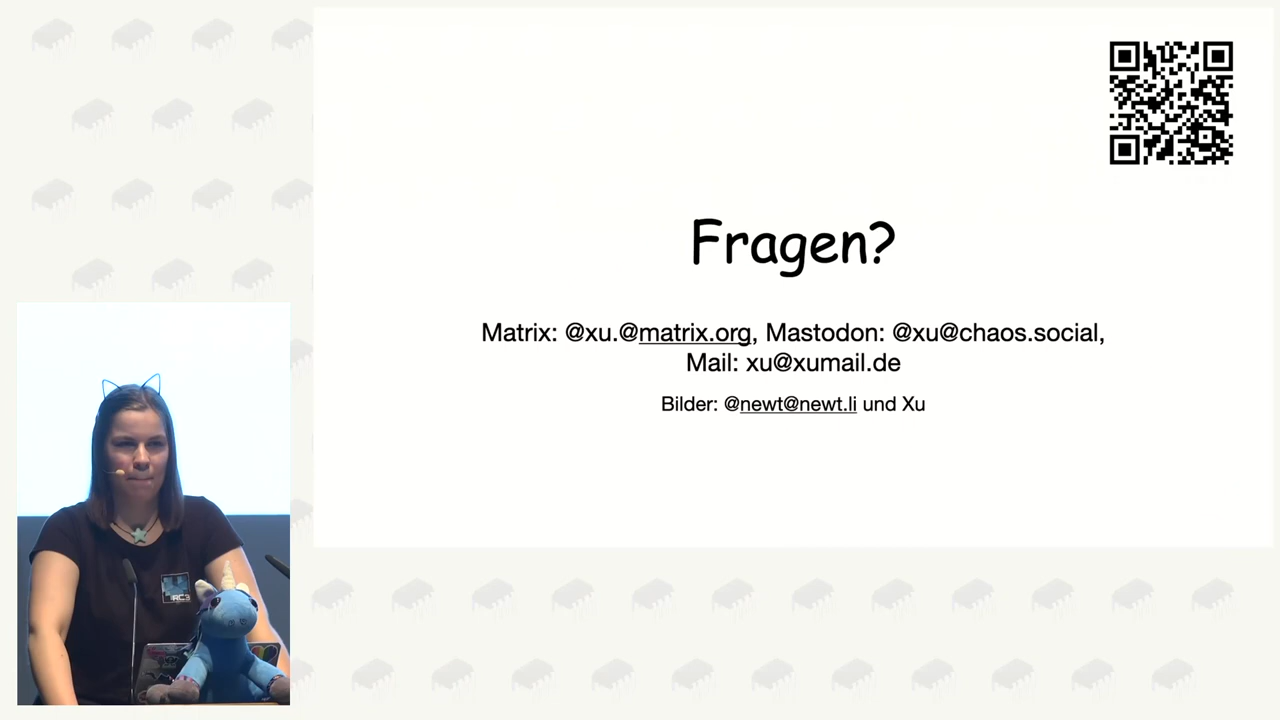 Fragen?
Matrix: @xu.@matrix.org, Mastodon: @xu@chaos.social,
Mail: xu@xumail.de
Bilder: @newt@newt.li und Xu
RC3